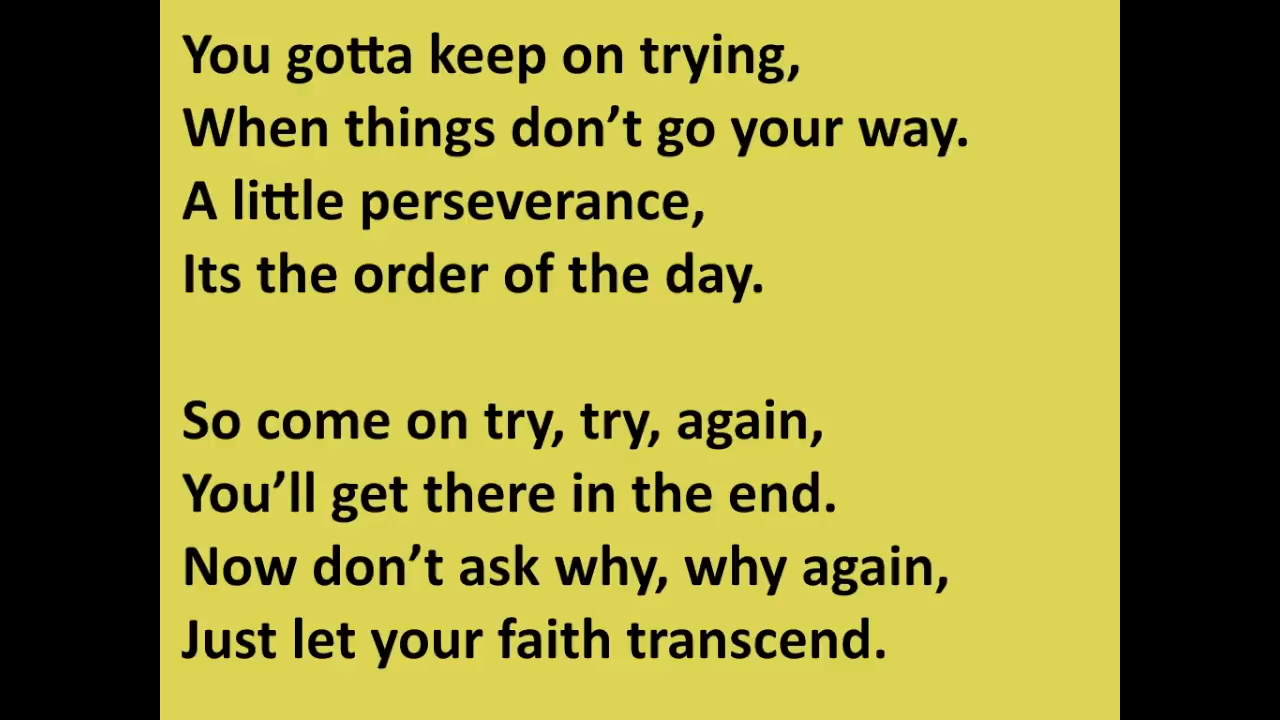 You gotta keep on trying,
When things don’t go your way.
A little perseverance,
Its the order of the day.
So come on try, try, again,
You’ll get there in the end.
Now don’t ask why, why again,
Just let your faith transcend.